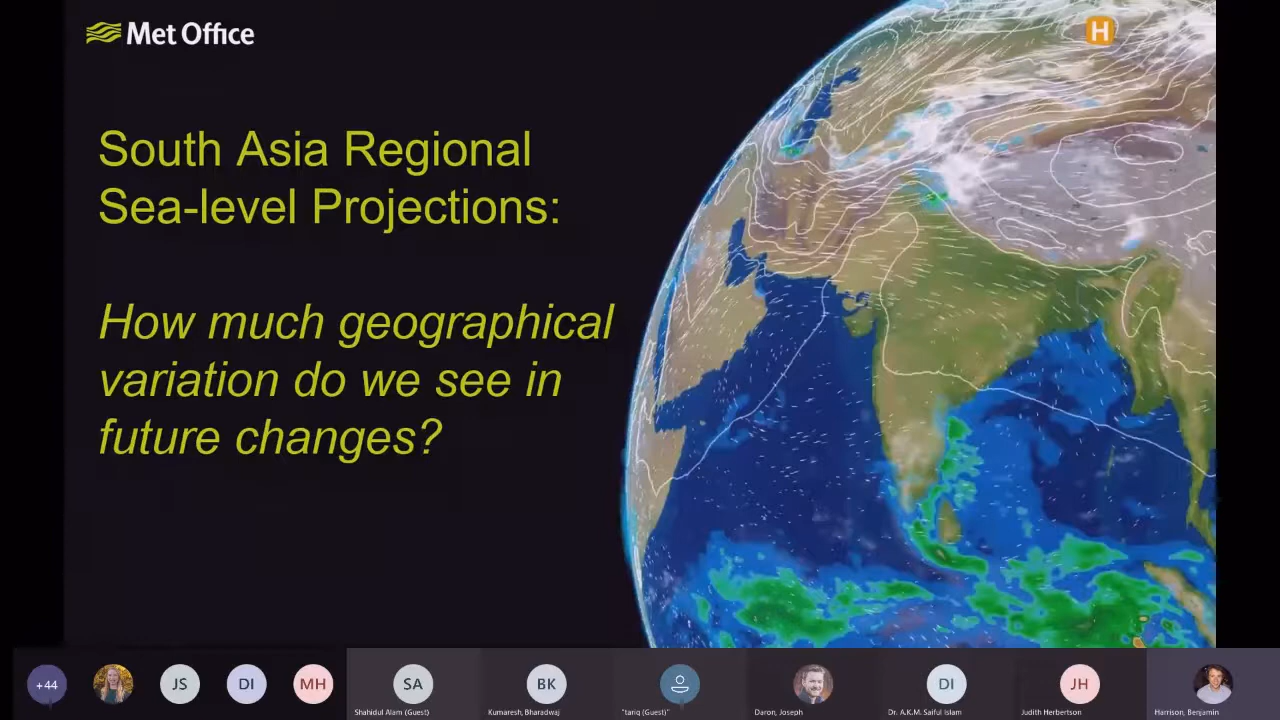 Met Office
H
South Asia Regional
Sea-level Projections:
How much geographical
variation do we see in
future changes?
+44
JS
DI
MH
SA
BK
DI
JH
Shahidul Alam (Guest)
Kumaresh, Bharadwaj
"tariq (Guest)"
Daron, Joseph
Dr. A.K.M. Saiful Islam
Judith Herbertson
Harrison, Benjamin